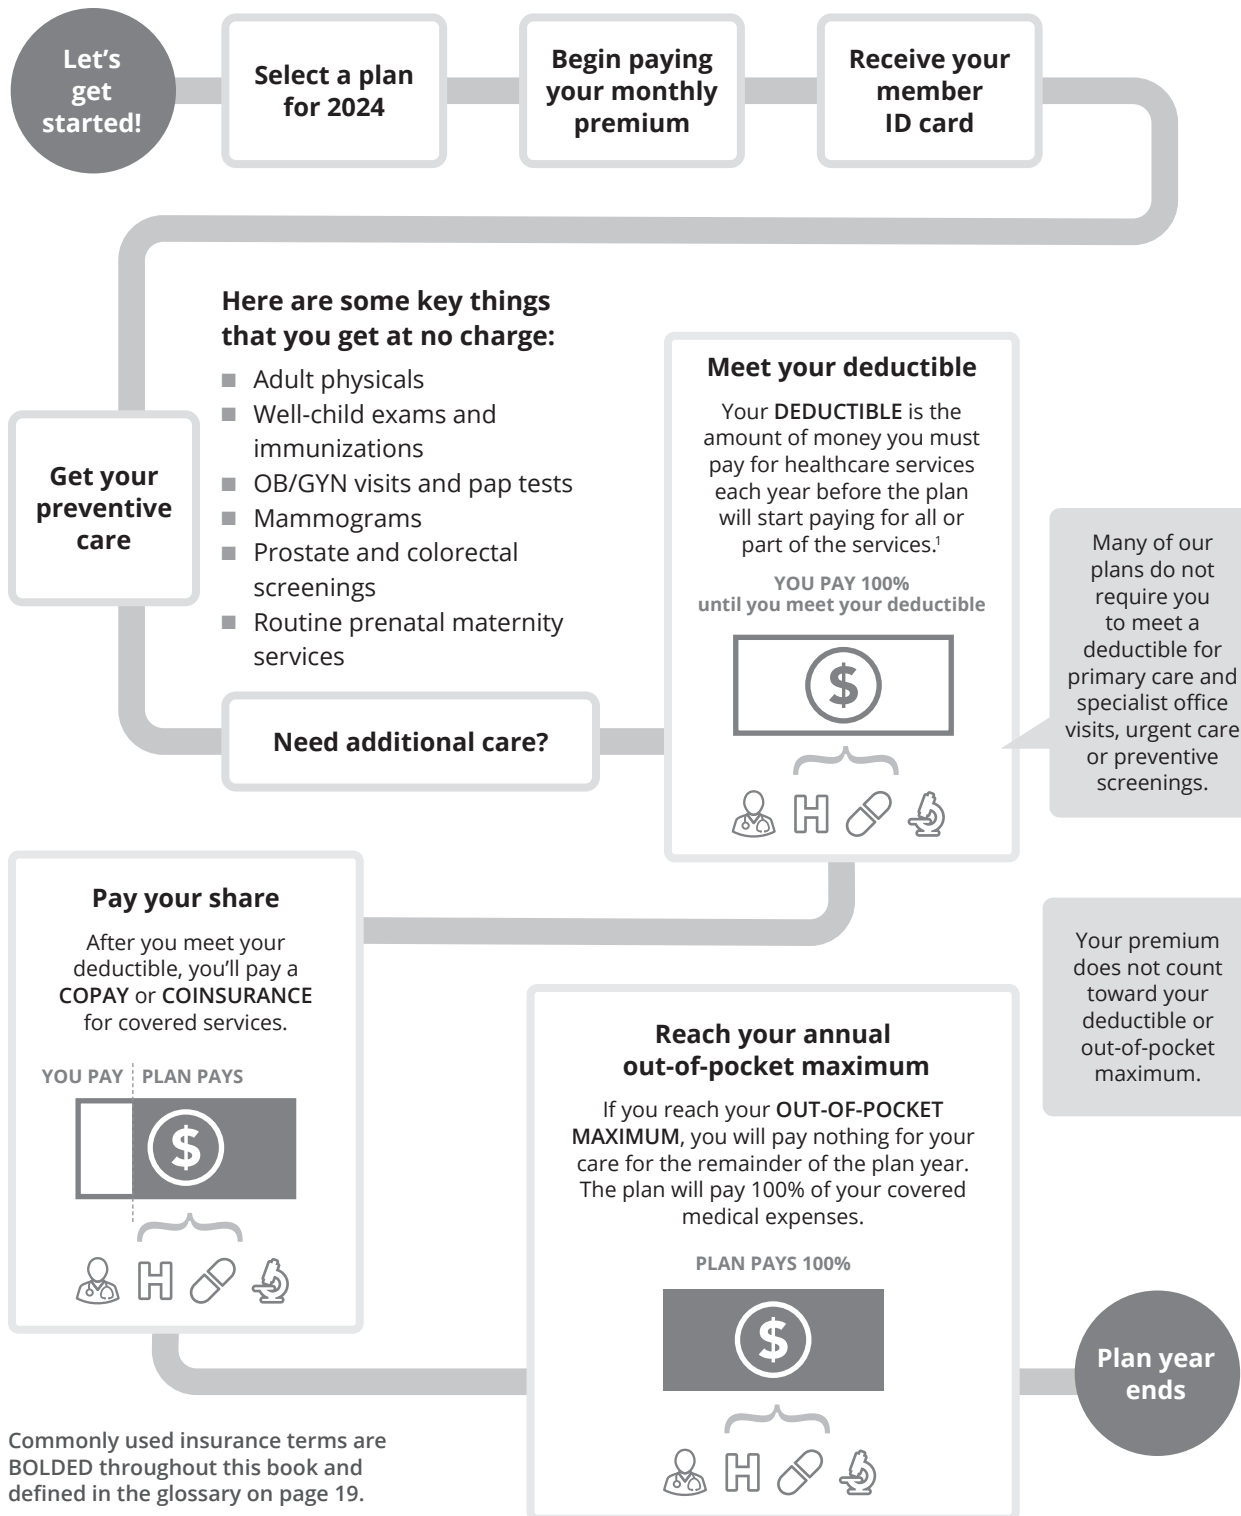 Let's
get
started!
Select a plan
for 2024
Begin paying
your monthly
premium
Receive your
member
ID card
Get your
preventive
care
Here are some key things
that you get at no charge:
■ Adult physicals
■ Well-child exams and
immunizations
■ OB/GYN visits and pap tests
■ Mammograms
■ Prostate and colorectal
screenings
■ Routine prenatal maternity
services
Need additional care?
Meet your deductible
Your DEDUCTIBLE is the
amount of money you must
pay for healthcare services
each year before the plan
will start paying for all or
part of the services.¹
YOU PAY 100%
until you meet your deductible
$
H
Many of our
plans do not
require you
to meet a
deductible for
primary care and
specialist office
visits, urgent care
or preventive
screenings.
Pay your share
After you meet your
deductible, you'll pay a
COPAY or COINSURANCE
for covered services.
YOU PAY PLAN PAYS
$
H
Your premium
does not count
toward your
deductible or
out-of-pocket
maximum.
Reach your annual
out-of-pocket maximum
If you reach your OUT-OF-POCKET
MAXIMUM, you will pay nothing for your
care for the remainder of the plan year.
The plan will pay 100% of your covered
medical expenses.
PLAN PAYS 100%
$
H
Plan year
ends
Commonly used insurance terms are
BOLDED throughout this book and
defined in the glossary on page 19.